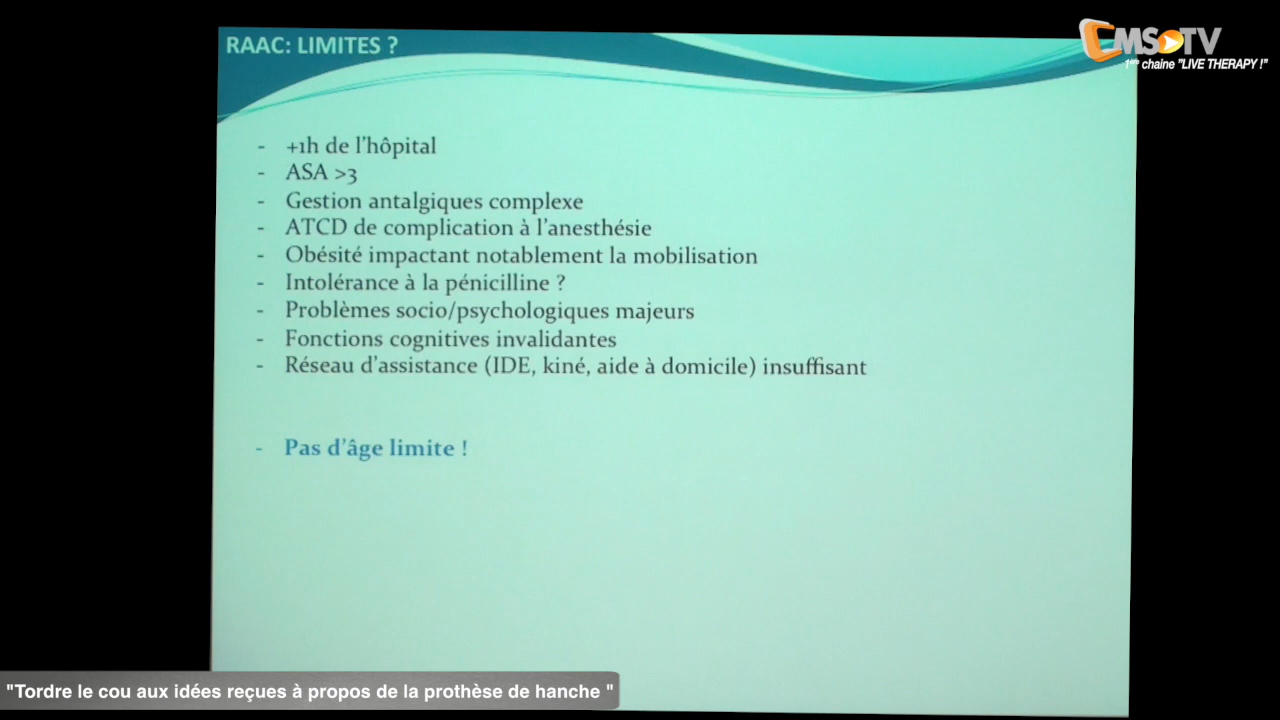 RAAC: LIMITES ?
CMS TV
1ère chaine "LIVE THERAPY !"
- +1h de l'hôpital
- ASA >3
- Gestion antalgiques complexe
- ATCD de complication à l'anesthésie
- Obésité impactant notablement la mobilisation
- Intolérance à la pénicilline ?
- Problèmes socio/psychologiques majeurs
- Fonctions cognitives invalidantes
- Réseau d'assistance (IDE, kiné, aide à domicile) insuffisant
- Pas d'âge limite !
"Tordre le cou aux idées reçues à propos de la prothèse de hanche "